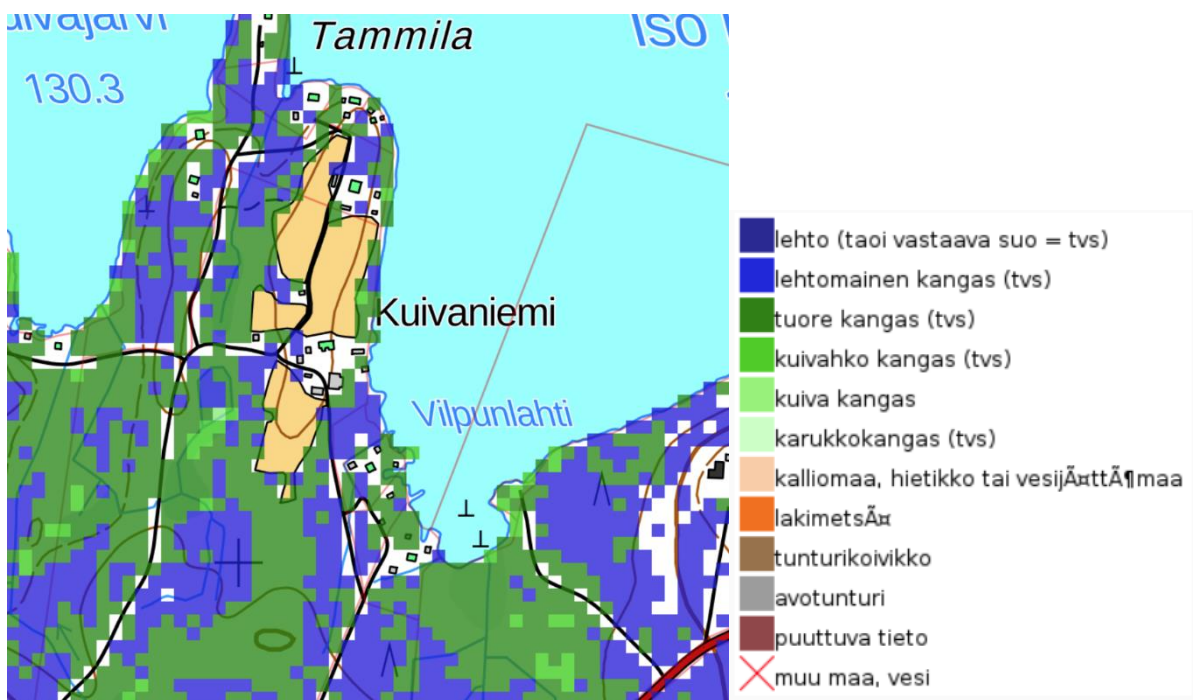 Tammila
130.3
Kuivaniemi
Vilpunlahti
lehto (taoi vastaava suo = tvs)
lehtomainen kangas (tvs)
tuore kangas (tvs)
kuivahko kangas (tvs)
kuiva kangas
karukkokangas (tvs)
kalliomaa, hietikko tai vesijÃ¤ttÃ¶maa
lakimetsÃ¤
tunturikoivikko
avotunturi
puuttuva tieto
muu maa, vesi